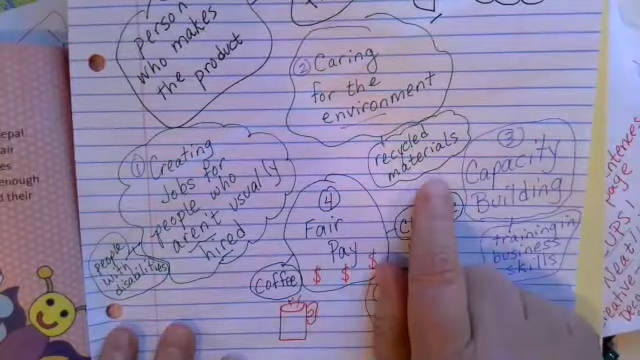 person
who makes
the product
② Caring
for the
environment
recycled
materials
③
Capacity
Building
training in
business
skills
① Creating
Jobs for
people who
aren't usually
hired
people
with
disabilities
④
Fair
Pay
$ $ $
Coffee
epal
air
es
enough
d their
entences
page
UPS
Neat